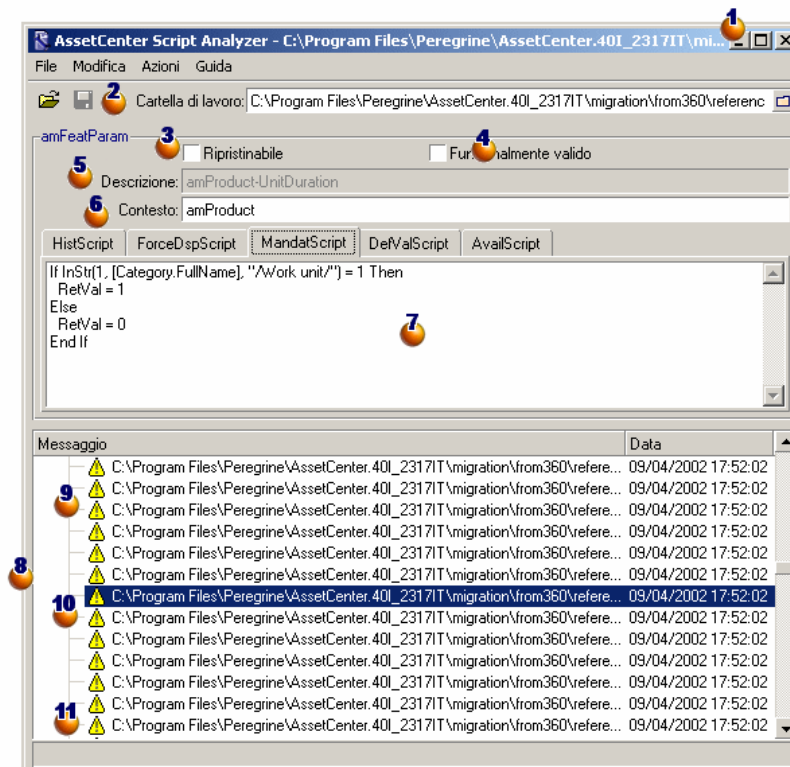 1
AssetCenter Script Analyzer - C:\Program Files\Peregrine\AssetCenter.40I_2317IT\mi...
File Modifica Azioni Guida
2 Cartella di lavoro: C:\Program Files\Peregrine\AssetCenter.40I_2317IT\migration\from360\referenc
amFeatParam
3 Ripristinabile 4 valido
5 Descrizione: amProduct-UnitDuration
6 Contesto: amProduct
HistScript ForceDspScript MandatScript DefValScript AvailScript
If InStr(1, [Category.FullName], "/Work unit/") = 1 Then
RetVal = 1
Else
RetVal = 0
End If
7
Messaggio Data
C:\Program Files\Peregrine\AssetCenter.40I_2317IT\migration\from360\refere... 09/04/2002 17:52:02
9 C:\Program Files\Peregrine\AssetCenter.40I_2317IT\migration\from360\refere... 09/04/2002 17:52:02
C:\Program Files\Peregrine\AssetCenter.40I_2317IT\migration\from360\refere... 09/04/2002 17:52:02
C:\Program Files\Peregrine\AssetCenter.40I_2317IT\migration\from360\refere... 09/04/2002 17:52:02
C:\Program Files\Peregrine\AssetCenter.40I_2317IT\migration\from360\refere... 09/04/2002 17:52:02
8 C:\Program Files\Peregrine\AssetCenter.40I_2317IT\migration\from360\refere... 09/04/2002 17:52:02
10 C:\Program Files\Peregrine\AssetCenter.40I_2317IT\migration\from360\refere... 09/04/2002 17:52:02
C:\Program Files\Peregrine\AssetCenter.40I_2317IT\migration\from360\refere... 09/04/2002 17:52:02
C:\Program Files\Peregrine\AssetCenter.40I_2317IT\migration\from360\refere... 09/04/2002 17:52:02
C:\Program Files\Peregrine\AssetCenter.40I_2317IT\migration\from360\refere... 09/04/2002 17:52:02
C:\Program Files\Peregrine\AssetCenter.40I_2317IT\migration\from360\refere... 09/04/2002 17:52:02
C:\Program Files\Peregrine\AssetCenter.40I_2317IT\migration\from360\refere... 09/04/2002 17:52:02
11 C:\Program Files\Peregrine\AssetCenter.40I_2317IT\migration\from360\refere... 09/04/2002 17:52:02